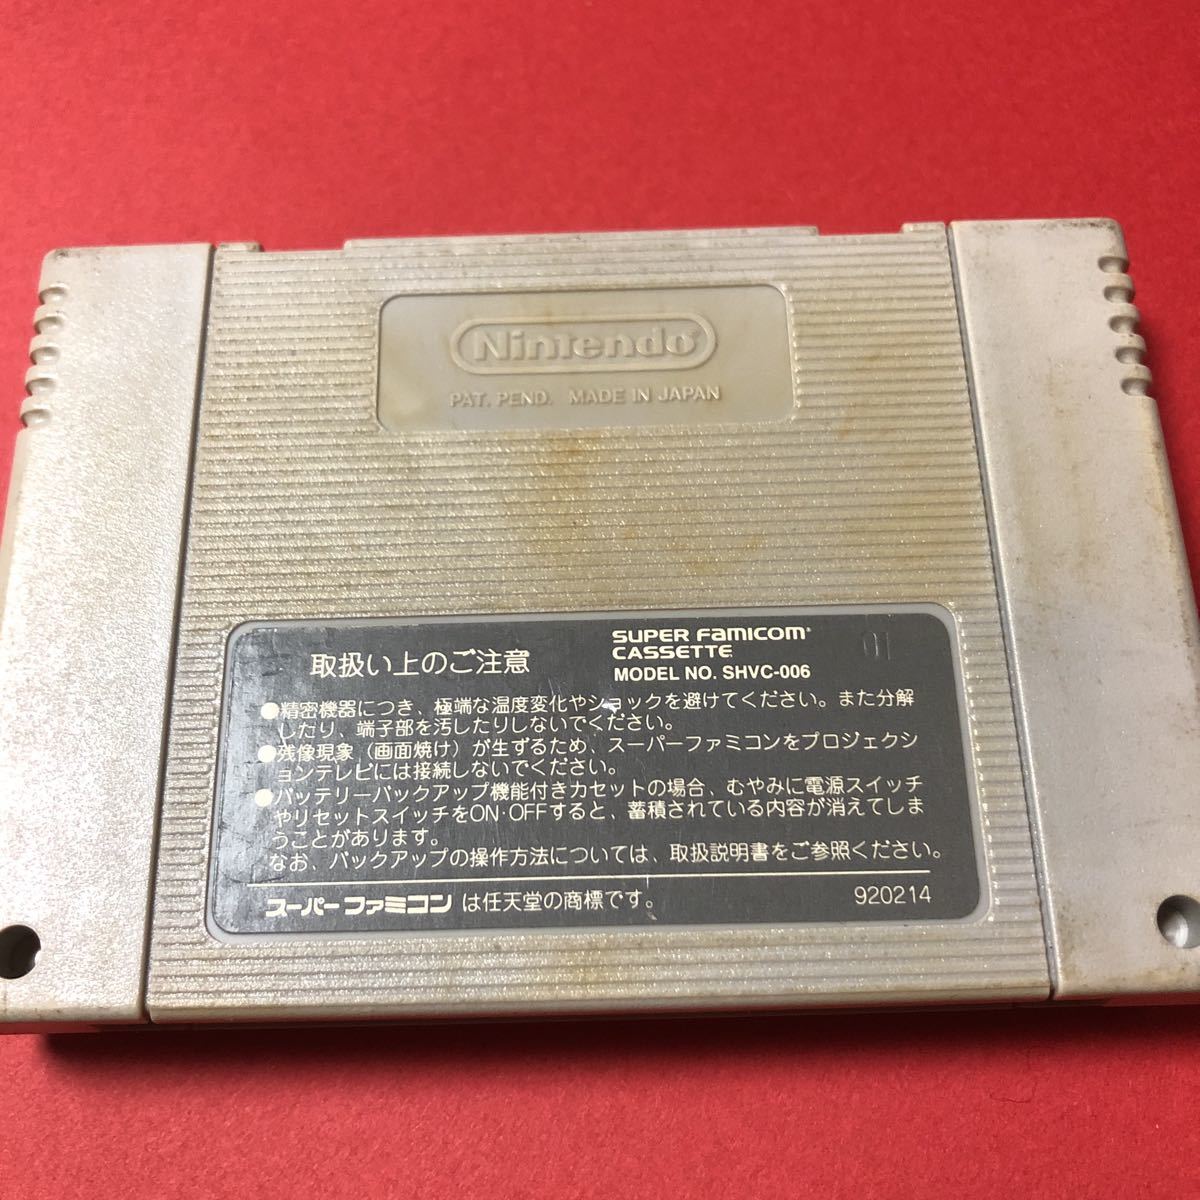 Nintendo®
PAT. PEND. MADE IN JAPAN
取扱い上のご注意
SUPER FAMICOM®
CASSETTE
MODEL NO. SHVC-006
01
●精密機器につき、極端な温度変化やショックを避けてください。また分解
したり、端子部を汚したりしないでください。
●残像現象（画面焼け）が生ずるため、スーパーファミコンをプロジェクシ
ョンテレビには接続しないでください。
●バッテリーバックアップ機能付きカセットの場合、むやみに電源スイッチ
やリセットスイッチをON・OFFすると、蓄積されている内容が消えてしま
うことがあります。
なお、バックアップの操作方法については、取扱説明書をご参照ください。
スーパーファミコンは任天堂の商標です。
920214